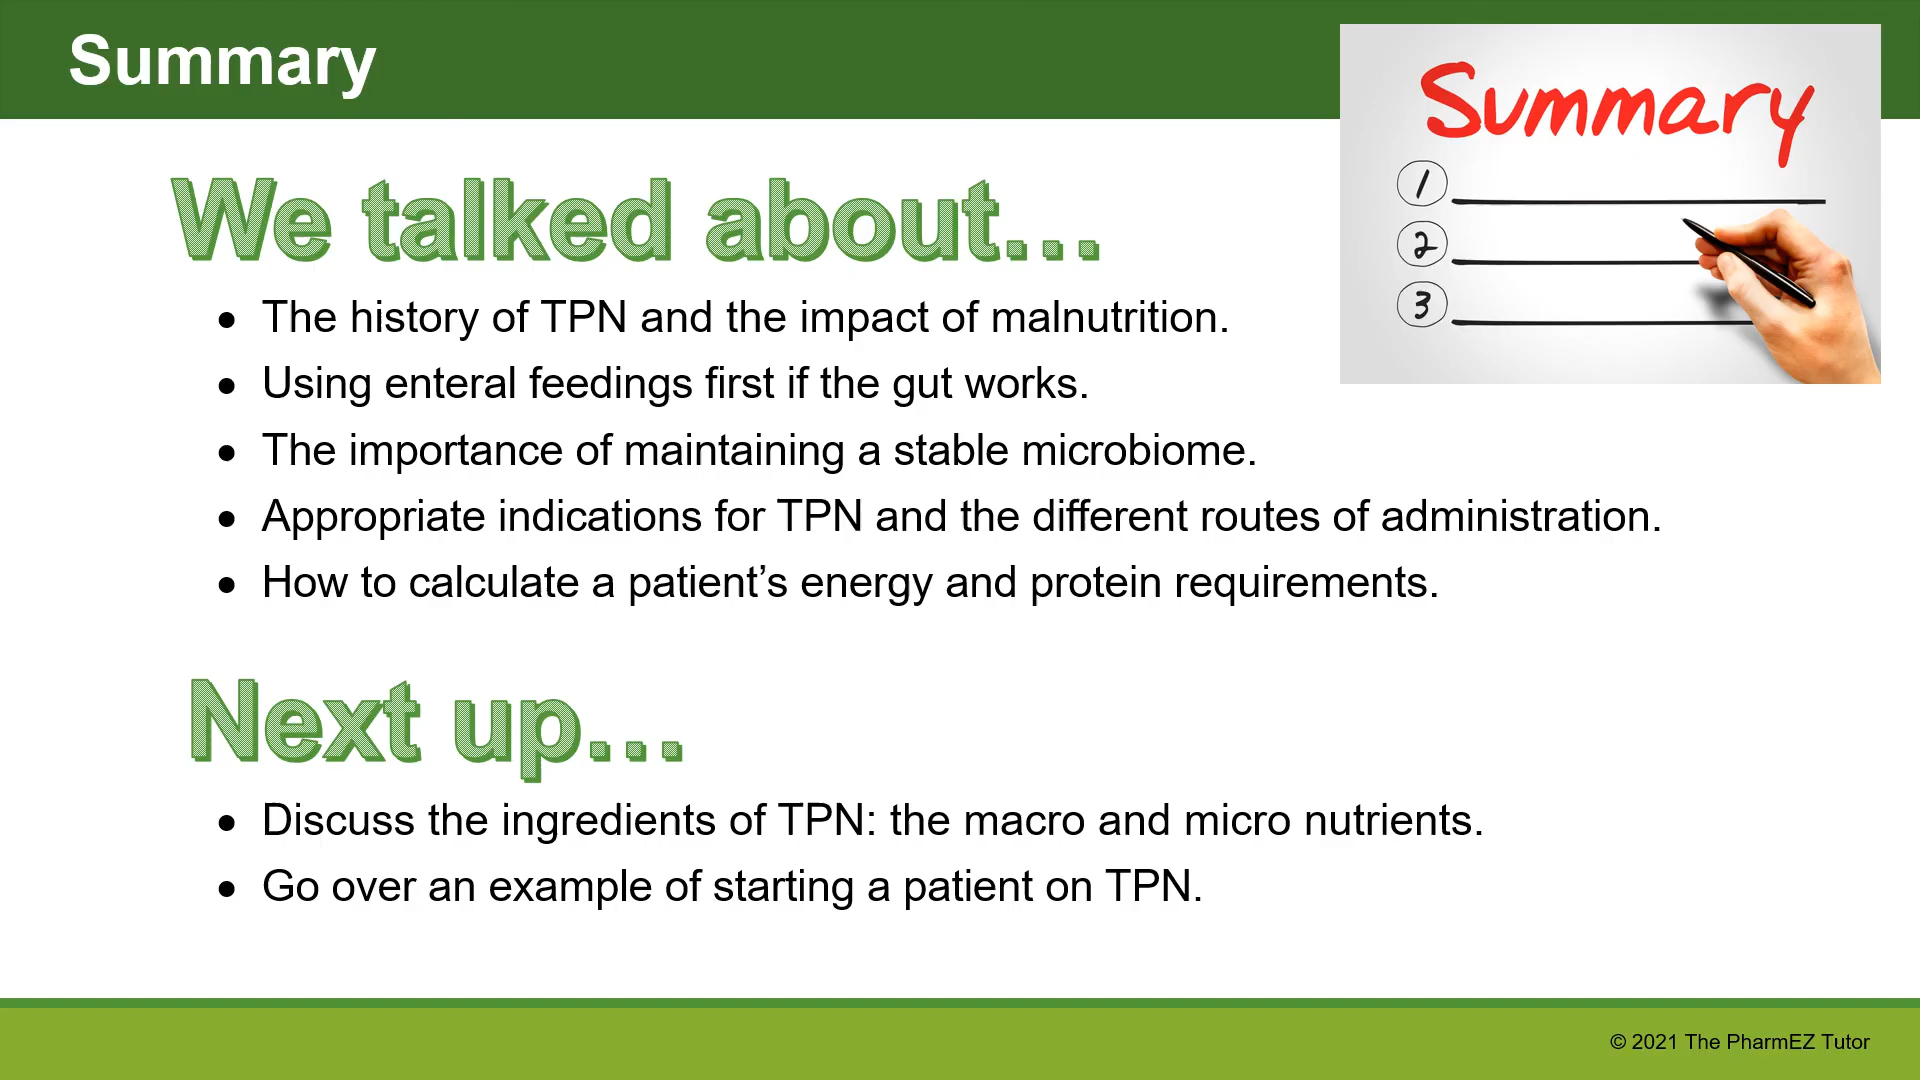 Summary
Summary
1
2
3
We talked about...
• The history of TPN and the impact of malnutrition.
• Using enteral feedings first if the gut works.
• The importance of maintaining a stable microbiome.
• Appropriate indications for TPN and the different routes of administration.
• How to calculate a patient’s energy and protein requirements.
Next up...
• Discuss the ingredients of TPN: the macro and micro nutrients.
• Go over an example of starting a patient on TPN.
© 2021 The PharmEZ Tutor